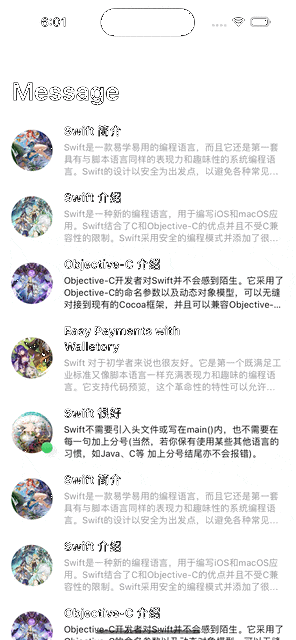 6:01
Message
Swift 简介
Swift是一款易学易用的编程语言，而且它还是第一套
具有与脚本语言同样的表现力和趣味性的系统编程语
言。Swift的设计以安全为出发点，以避免各种常见...
Swift 介绍
Swift是一种新的编程语言，用于编写iOS和macOS应
用。Swift结合了C和Objective-C的优点并且不受C兼
容性的限制。Swift采用安全的编程模式并添加了很...
Objective-C 介绍
Objective-C开发者对Swift并不会感到陌生。它采用了
Objective-C的命名参数以及动态对象模型，可以无缝
对接到现有的Cocoa框架，并且可以兼容Objective-...
Easy Payments with
Walletory
Swift 对于初学者来说也很友好。它是第一个既满足工
业标准又像脚本语言一样充满表现力和趣味的编程语
言。它支持代码预览，这个革命性的特性可以允许...
Swift 很好
Swift不需要引入头文件或写在main()内，也不需要在
每一句加上分号(当然，若你保有使用某些其他语言的
习惯，如Java、C等 加上分号结尾亦不会报错)。
Swift 简介
Swift是一款易学易用的编程语言，而且它还是第一套
具有与脚本语言同样的表现力和趣味性的系统编程语
言。Swift的设计以安全为出发点，以避免各种常见...
Swift 介绍
Swift是一种新的编程语言，用于编写iOS和macOS应
用。Swift结合了C和Objective-C的优点并且不受C兼
容性的限制。Swift采用安全的编程模式并添加了很...
Objective-C 介绍
Objective-C开发者对Swift并不会感到陌生。它采用了
Objective-C的命名参数以及动态对象模型，可以无缝